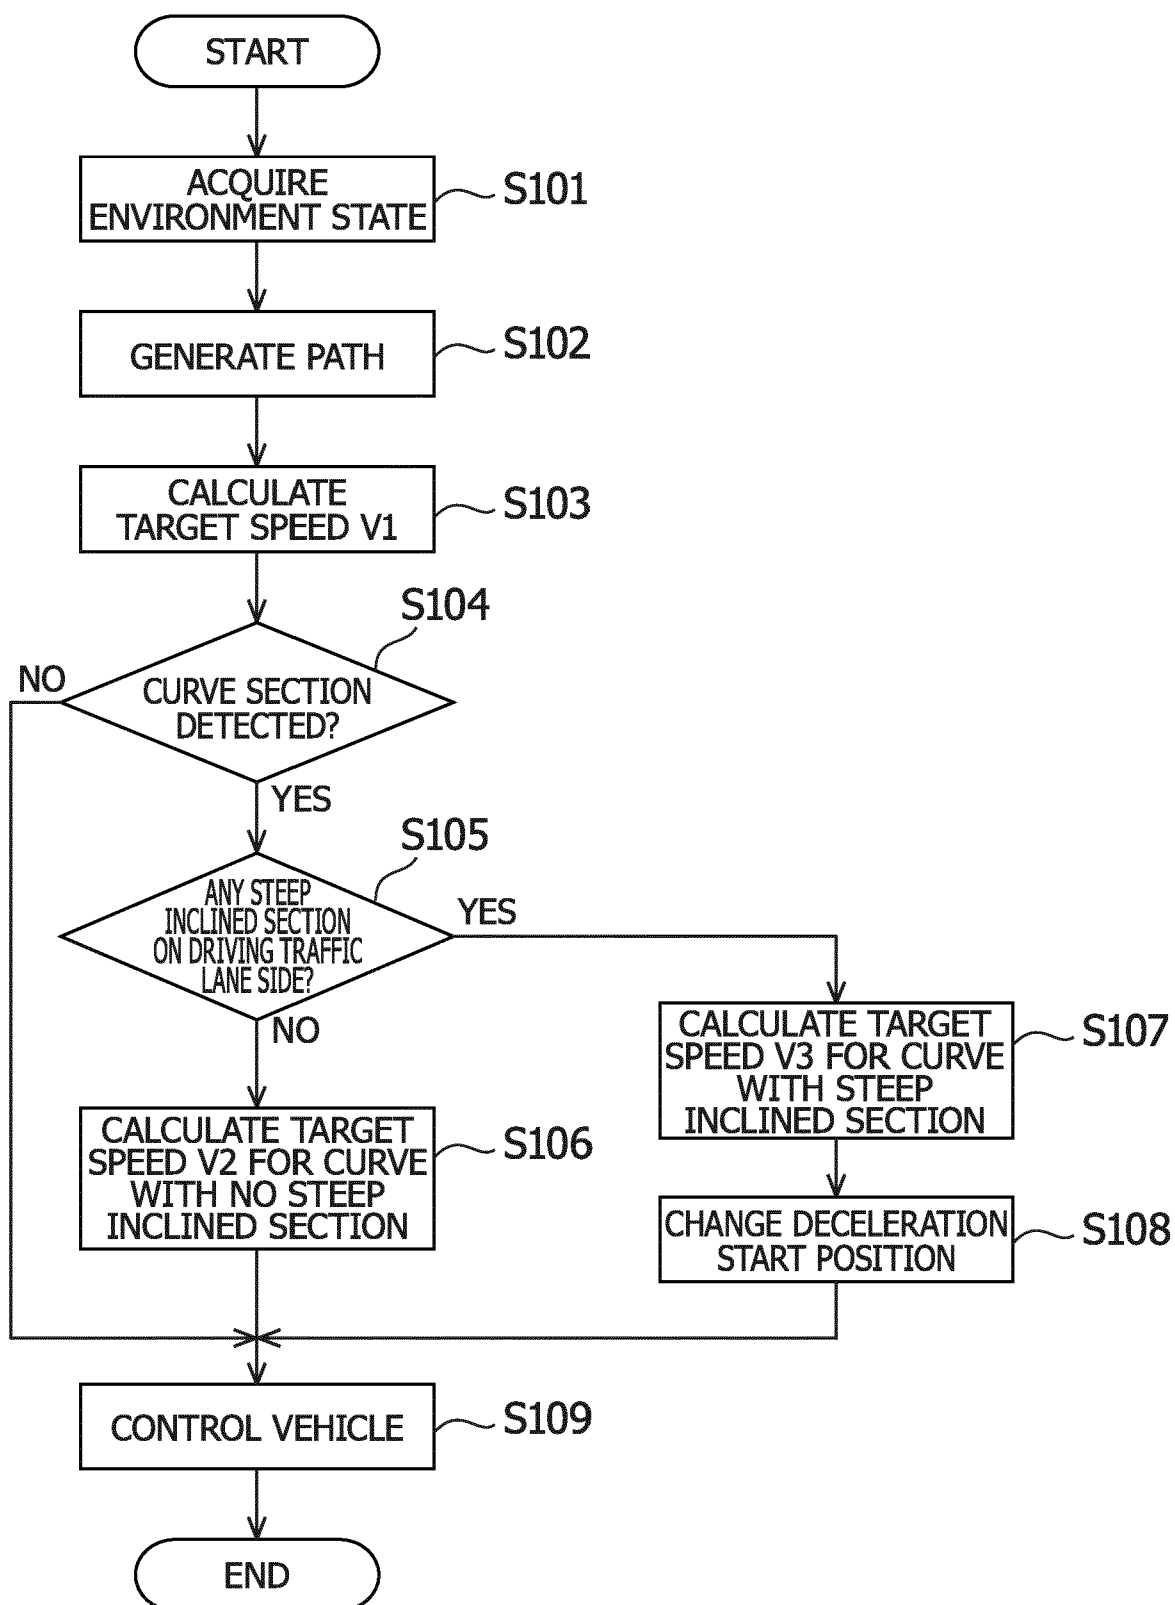 START
ACQUIRE
ENVIRONMENT STATE
S101
GENERATE PATH
S102
CALCULATE
TARGET SPEED V1
S103
S104
NO
CURVE SECTION
DETECTED?
YES
S105
ANY STEEP
INCLINED SECTION
ON DRIVING TRAFFIC
LANE SIDE?
YES
NO
CALCULATE TARGET
SPEED V3 FOR CURVE
WITH STEEP
INCLINED SECTION
S107
CALCULATE TARGET
SPEED V2 FOR CURVE
WITH NO STEEP
INCLINED SECTION
S106
CHANGE DECELERATION
START POSITION
S108
CONTROL VEHICLE
S109
END